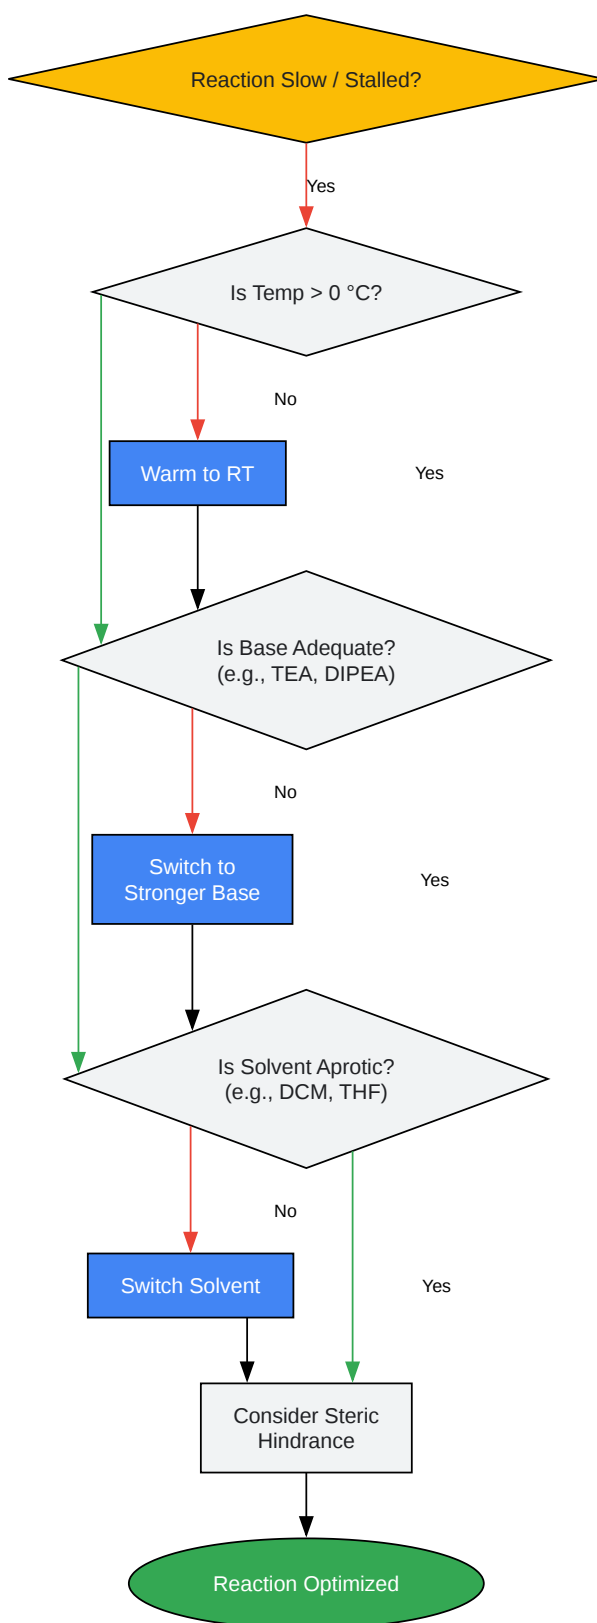 Reaction Slow / Stalled?
Yes
Is Temp > 0 °C?
No
Warm to RT
Yes
Is Base Adequate?
(e.g., TEA, DIPEA)
No
Switch to
Stronger Base
Yes
Is Solvent Aprotic?
(e.g., DCM, THF)
No
Switch Solvent
Yes
Consider Steric
Hindrance
Reaction Optimized